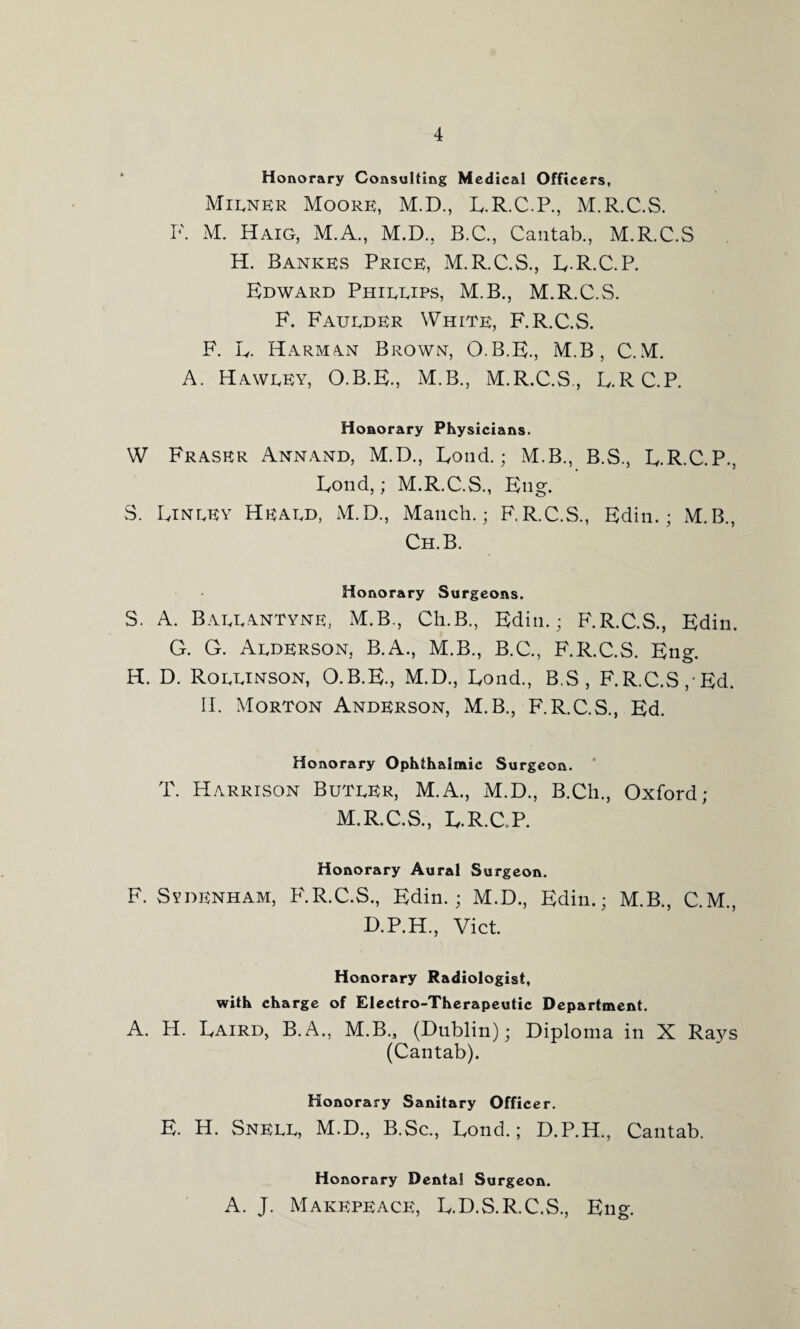 4
Honorary Consulting Medical Officers,
Milner Moore, M.D., L.R.C.P., M.R.C.S.
F. M. Haig, M.A., M.D., B.C., Cantab., M.R.C.S
H. Bankes Price, M.R.C.S., L.R.C.P.
Edward Phillips, M.B., M.R.C.S.
F. Faulder White, F.R.C.S.
F. L. Harman Brown, O.B.E., M.B, C.M.
A. Hawley, O.B.E., M.B., M.R.C.S., L.R C.P.
Honorary Physicians.
W Fraser Annand, M.D., Lond.; M.B., B.S., L.R.C.P.,
Lond,; M.R.C.S., Eng.
S. Linley Heald, M.D., Manch.; F.R.C.S., Edin.; M.B.,
Ch.B.
Honorary Surgeons.
S. A. Ballantyne, M.B., Ch.B., Edin.; F.R.C.S., Edin.
G. G. Alderson, B.A., M.B., B.C., F.R.C.S. Eng.
H. D. Rollinson, O.B.E., M.D., Lond., B.S, F.R.C.S, Ed.
H. Morton Anderson, M.B., F.R.C.S., Ed.
Honorary Ophthalmic Surgeon.
T. Harrison Butler, M.A., M.D., B.Ch., Oxford;
M.R.C.S., L.R.C.P.
Honorary Aural Surgeon.
F. Sydenham, F.R.C.S., Edin.; M.D., Edin.; M.B., C.M.,
D.P.H., Vict.
Honorary Radiologist,
with charge of Electro-Therapeutic Department.
A. H. Laird, B.A., M.B., (Dublin); Diploma in X Rays
(Cantab).
Honorary Sanitary Officer.
E. H. Snell, M.D., B.Sc., Lond.; D.P.H., Cantab.
Honorary Dental Surgeon.
A. J. Makepeace, L.D.S.R.C.S., Eng.